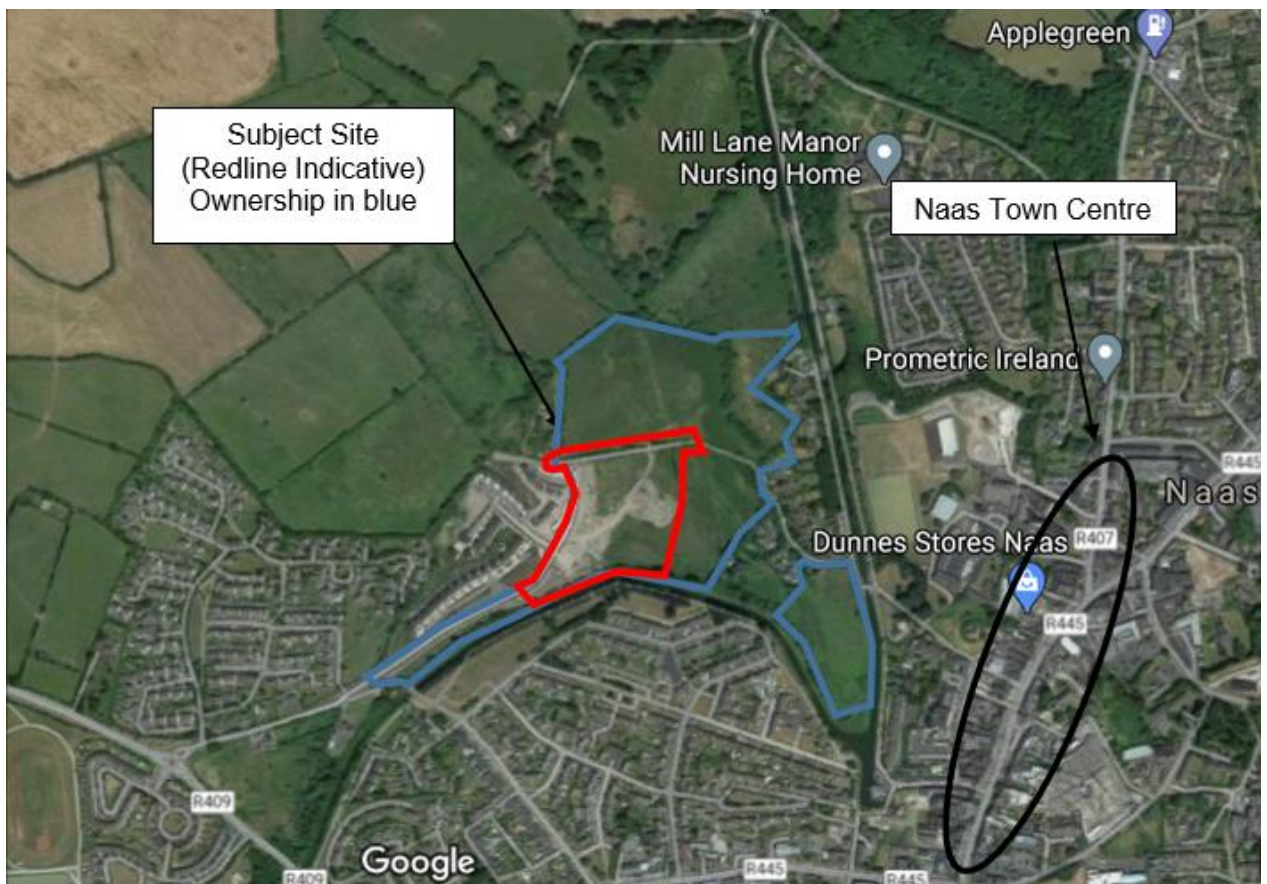 Applegreen
Subject Site
(Redline Indicative)
Ownership in blue
Mill Lane Manor
Nursing Home
Naas Town Centre
Prometric Ireland
R445
Naas
R407
Dunnes Stores Naas
R445
R409
Google
R409
R445
R445